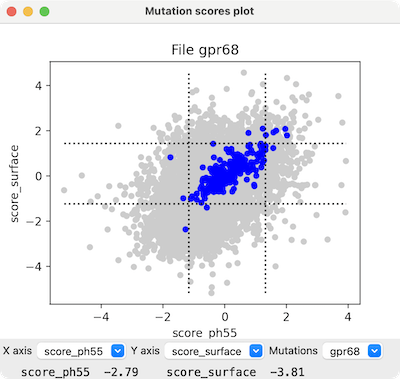 Mutation scores plot
File gpr68
score_surface
4
2
0
−2
−4
−4 −2 0 2 4
score_ph55
X axis score_ph55 Y axis score_surface Mutations gpr68
score_ph55 −2.79 score_surface −3.81